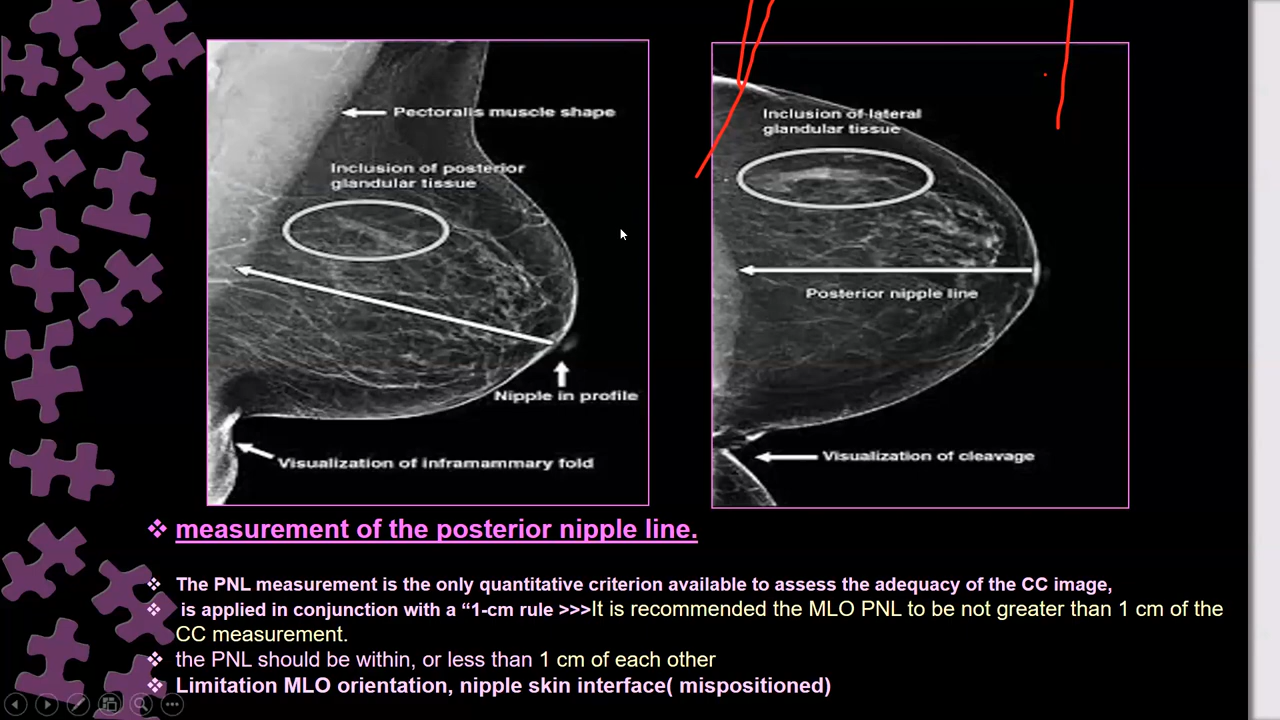 Pectoralis muscle shape
Inclusion of posterior
glandular tissue
Nipple in profile
Visualization of inframammary fold
Inclusion of lateral
glandular tissue
Posterior nipple line
Visualization of cleavage
measurement of the posterior nipple line.
The PNL measurement is the only quantitative criterion available to assess the adequacy of the CC image,
is applied in conjunction with a “1-cm rule >>>It is recommended the MLO PNL to be not greater than 1 cm of the
CC measurement.
the PNL should be within, or less than 1 cm of each other
Limitation MLO orientation, nipple skin interface( mispositioned)